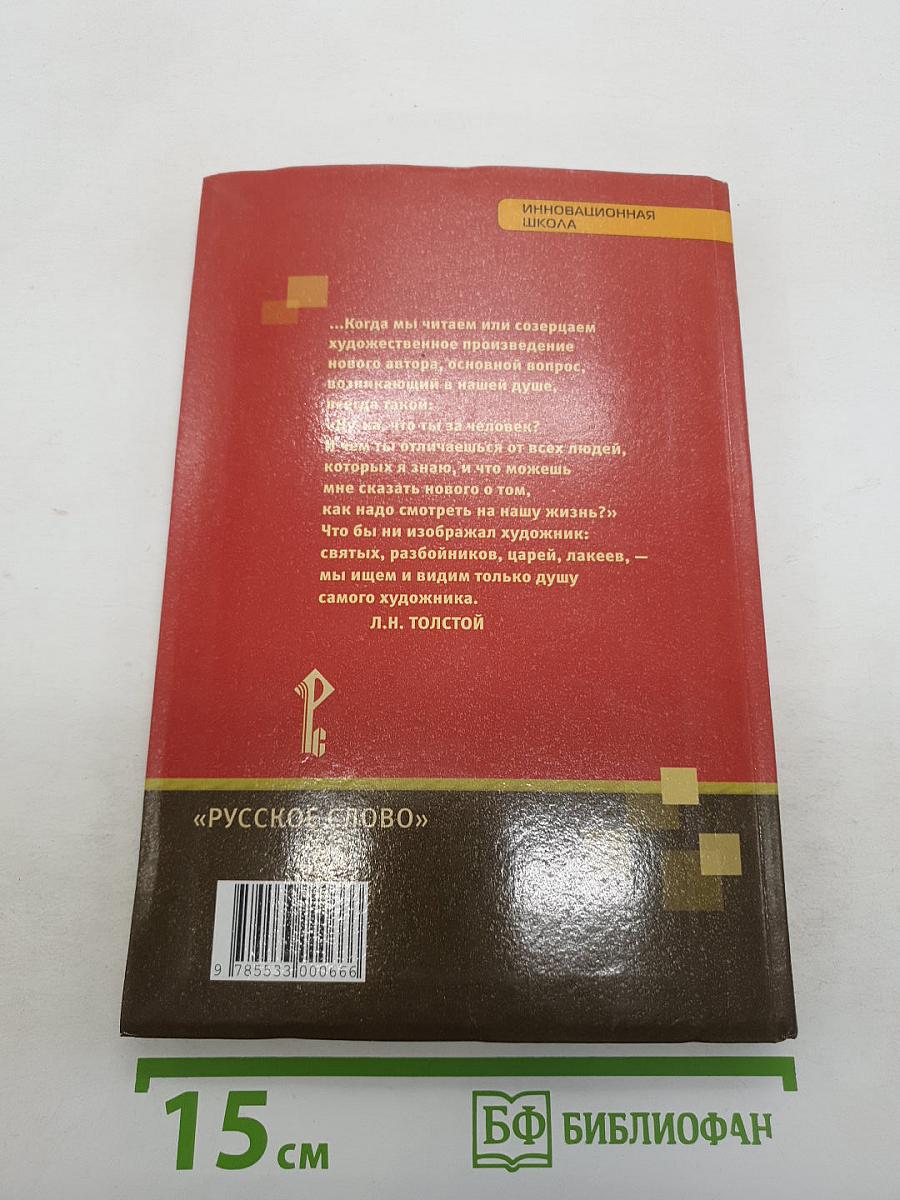 ИННОВАЦИОННАЯ
ШКОЛА
...Когда мы читаем или созерцаем
художественное произведение
нового автора, основной вопрос,
возникающий в нашей душе,
всегда такой:
«Ну-ка, что ты за человек?
И чем ты отличаешься от всех людей,
которых я знаю, и что можешь
мне сказать нового о том,
как надо смотреть на нашу жизнь?»
Что бы ни изображал художник:
святых, разбойников, царей, лакеев, —
мы ищем и видим только душу
самого художника.
Л.Н. ТОЛСТОЙ
Рс
«РУССКОЕ СЛОВО»
9 785533 000666
15 см
БФ БИБЛИОФАН